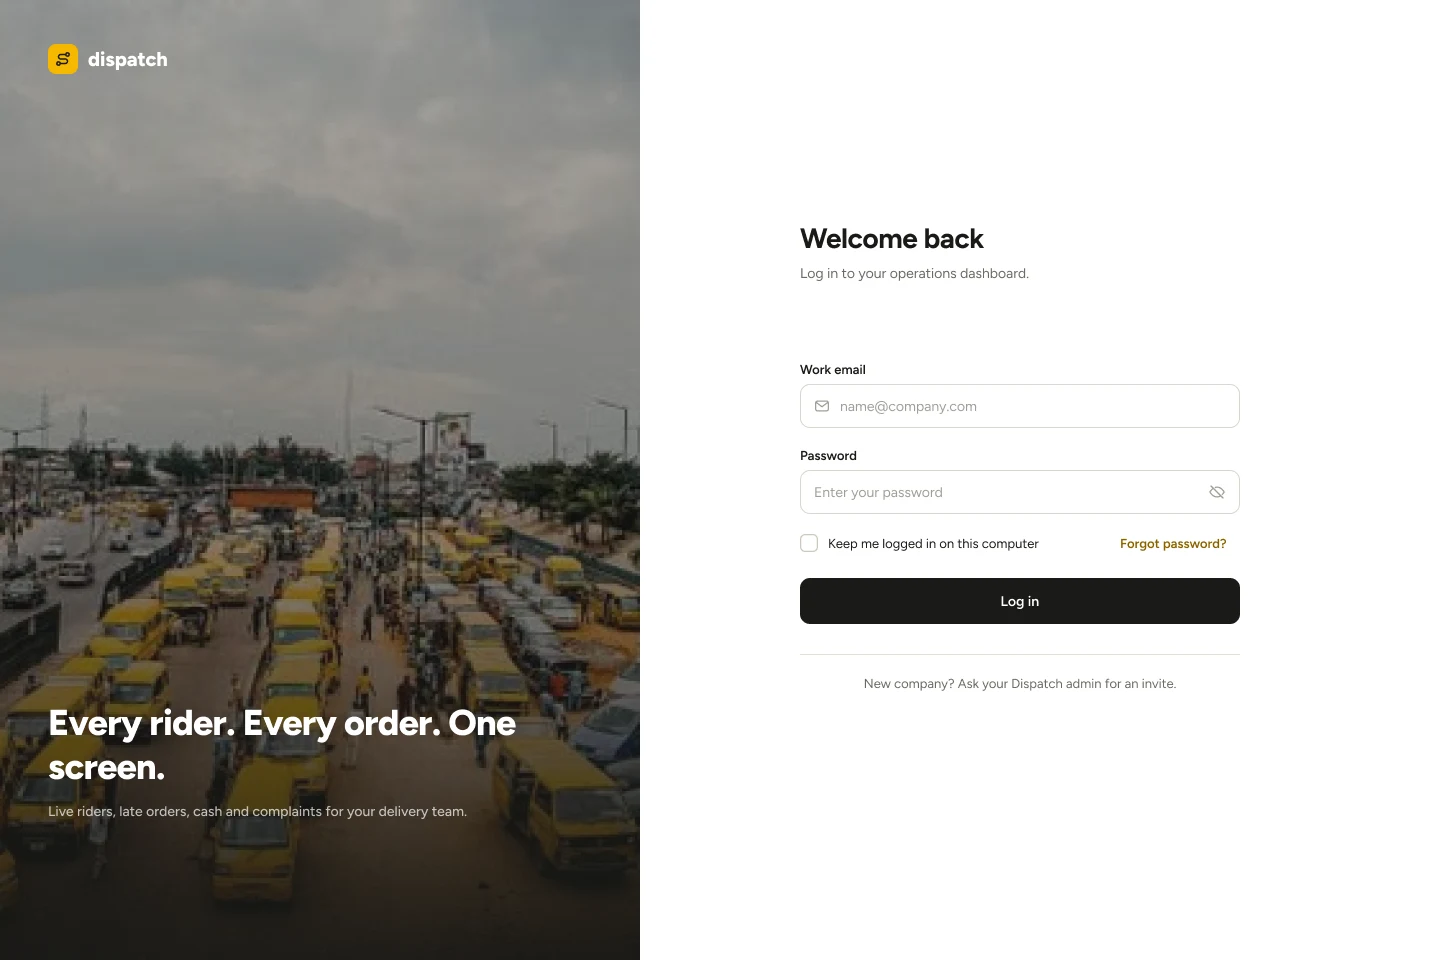 dispatch
Every rider. Every order. One
screen.
Live riders, late orders, cash and complaints for your delivery team.
Welcome back
Log in to your operations dashboard.
Work email
name@company.com
Password
Enter your password
Keep me logged in on this computer
Forgot password?
Log in
New company? Ask your Dispatch admin for an invite.